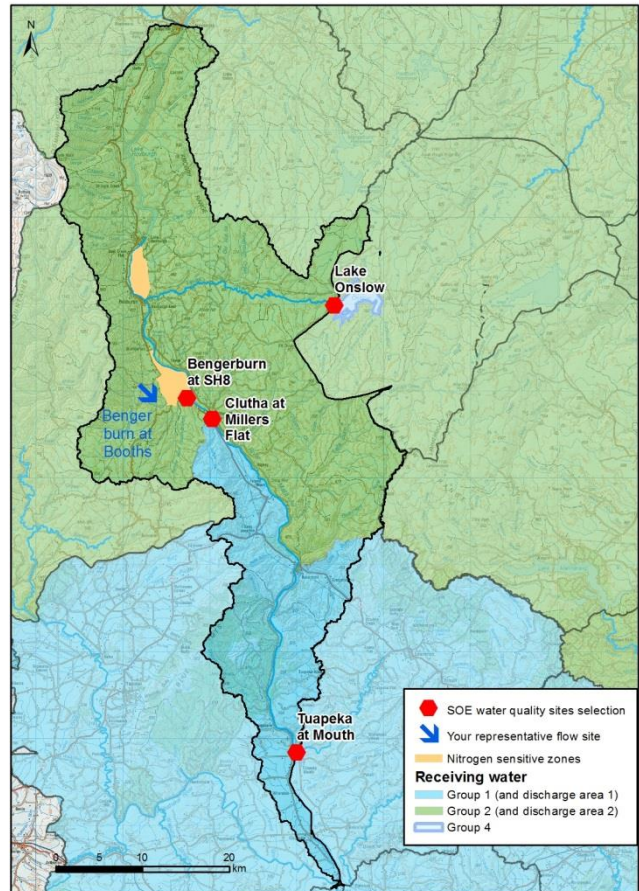 N
Lake
Onslow
Bengerburn
at SH8
Clutha at
Millers
Flat
Benger
burn at
Booths
Tuapeka
at Mouth
SOE water quality sites selection
Your representative flow site
Nitrogen sensitive zones
Receiving water
Group 1 (and discharge area 1)
Group 2 (and discharge area 2)
Group 4
0 5 10 20
km